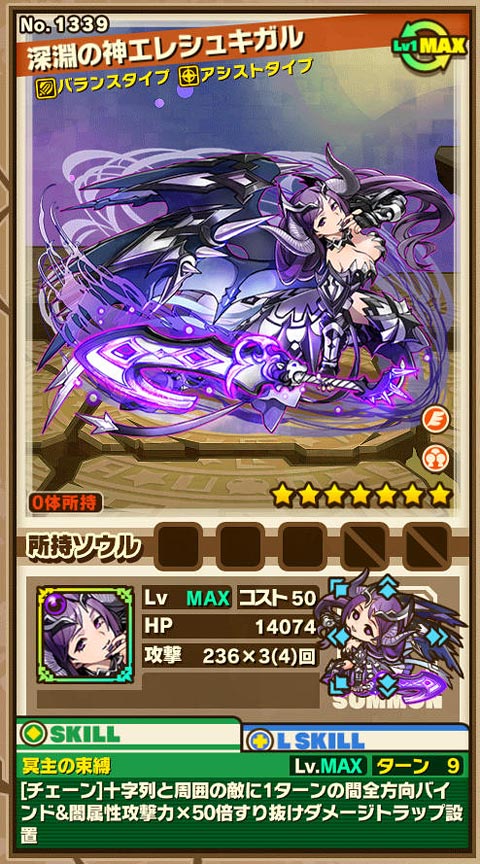 No.1339
深淵の神エレシュキガル
Lv1 MAX
バランスタイプ アシストタイプ
E
0体所持
所持ソウル
Lv MAX コスト 50
HP 14074
攻撃 236×3(4)回
SUMMON
SKILL
L SKILL
冥主の束縛 Lv.MAX ターン 9
[チェーン]十字列と周囲の敵に1ターンの間全方向バイ
ンド&闇属性攻撃力×50倍すり抜けダメージトラップ設
置